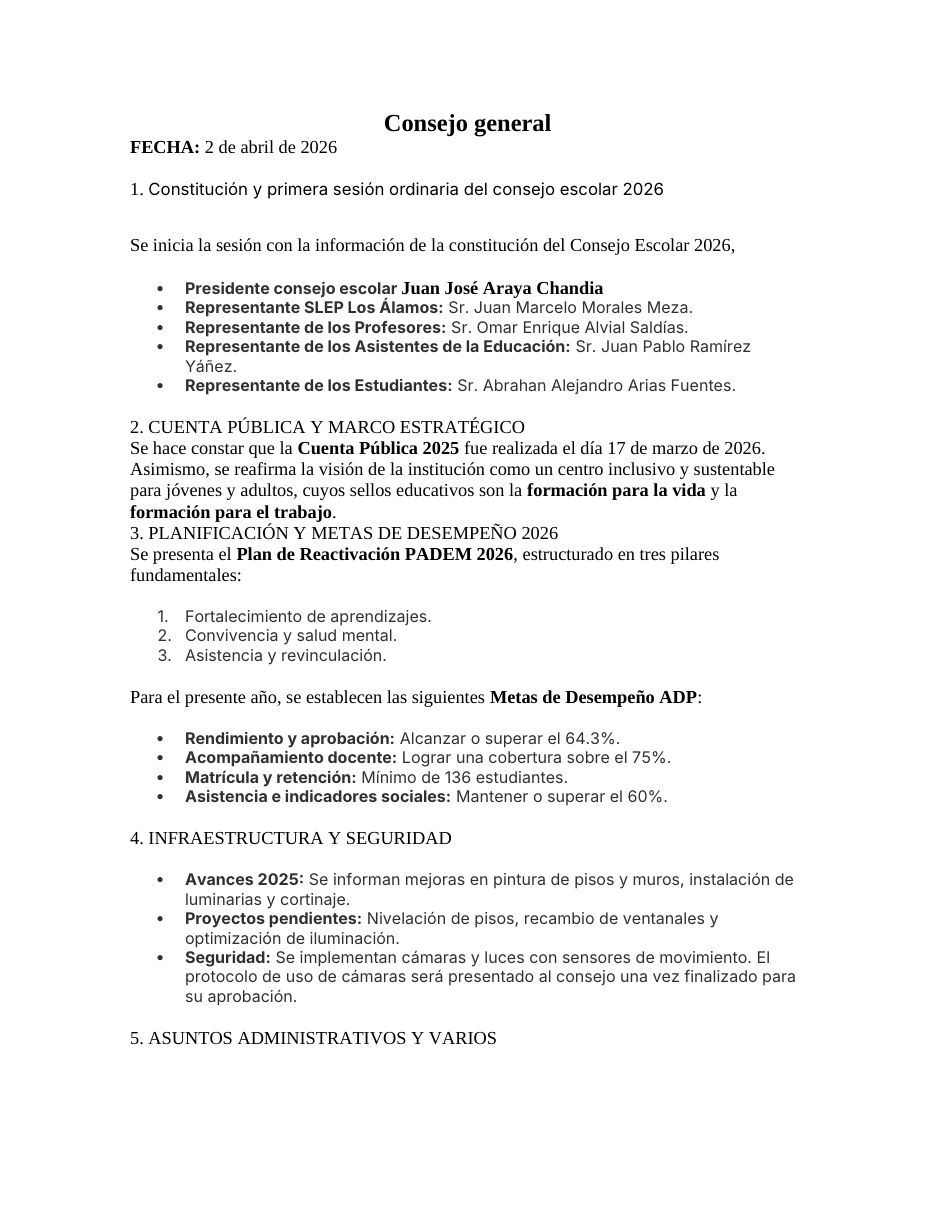 Consejo general
FECHA: 2 de abril de 2026
1. Constitución y primera sesión ordinaria del consejo escolar 2026
Se inicia la sesión con la información de la constitución del Consejo Escolar 2026,
• Presidente consejo escolar Juan José Araya Chandia
• Representante SLEP Los Álamos: Sr. Juan Marcelo Morales Meza.
• Representante de los Profesores: Sr. Omar Enrique Alvial Saldías.
• Representante de los Asistentes de la Educación: Sr. Juan Pablo Ramírez
Yáñez.
• Representante de los Estudiantes: Sr. Abrahan Alejandro Arias Fuentes.
2. CUENTA PÚBLICA Y MARCO ESTRATÉGICO
Se hace constar que la Cuenta Pública 2025 fue realizada el día 17 de marzo de 2026.
Asimismo, se reafirma la visión de la institución como un centro inclusivo y sustentable
para jóvenes y adultos, cuyos sellos educativos son la formación para la vida y la
formación para el trabajo.
3. PLANIFICACIÓN Y METAS DE DESEMPEÑO 2026
Se presenta el Plan de Reactivación PADEM 2026, estructurado en tres pilares
fundamentales:
1. Fortalecimiento de aprendizajes.
2. Convivencia y salud mental.
3. Asistencia y revinculación.
Para el presente año, se establecen las siguientes Metas de Desempeño ADP:
• Rendimiento y aprobación: Alcanzar o superar el 64.3%.
• Acompañamiento docente: Lograr una cobertura sobre el 75%.
• Matrícula y retención: Mínimo de 136 estudiantes.
• Asistencia e indicadores sociales: Mantener o superar el 60%.
4. INFRAESTRUCTURA Y SEGURIDAD
• Avances 2025: Se informan mejoras en pintura de pisos y muros, instalación de
luminarias y cortinaje.
• Proyectos pendientes: Nivelación de pisos, recambio de ventanales y
optimización de iluminación.
• Seguridad: Se implementan cámaras y luces con sensores de movimiento. El
protocolo de uso de cámaras será presentado al consejo una vez finalizado para
su aprobación.
5. ASUNTOS ADMINISTRATIVOS Y VARIOS